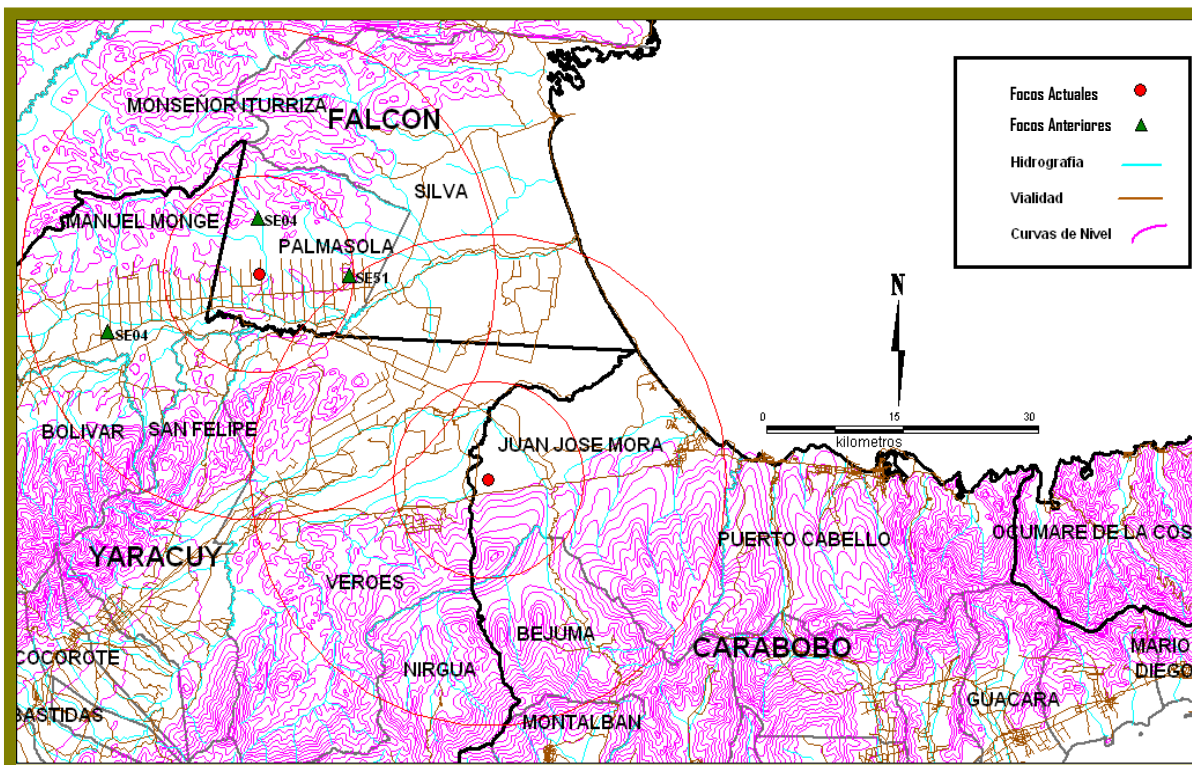 MONSEÑOR ITURRIZA
FALCON
SILVA
MANUEL MONGE
SE04
PALMASOLA
SE51
SE04
BOLIVAR
SAN FELIPE
JUAN JOSE MORA
YARACUY
VEROES
PUERTO CABELLO
OCUMARE DE LA COS
BEJUMA
CARABOBO
COCOROTE
NIRGUA
MARIO
DIEGO
GUACARA
BASTIDAS
MONTALBAN
Focos Actuales
Focos Anteriores
Hidrografia
Vialidad
Curvas de Nivel
N
0 15 30
kilometros